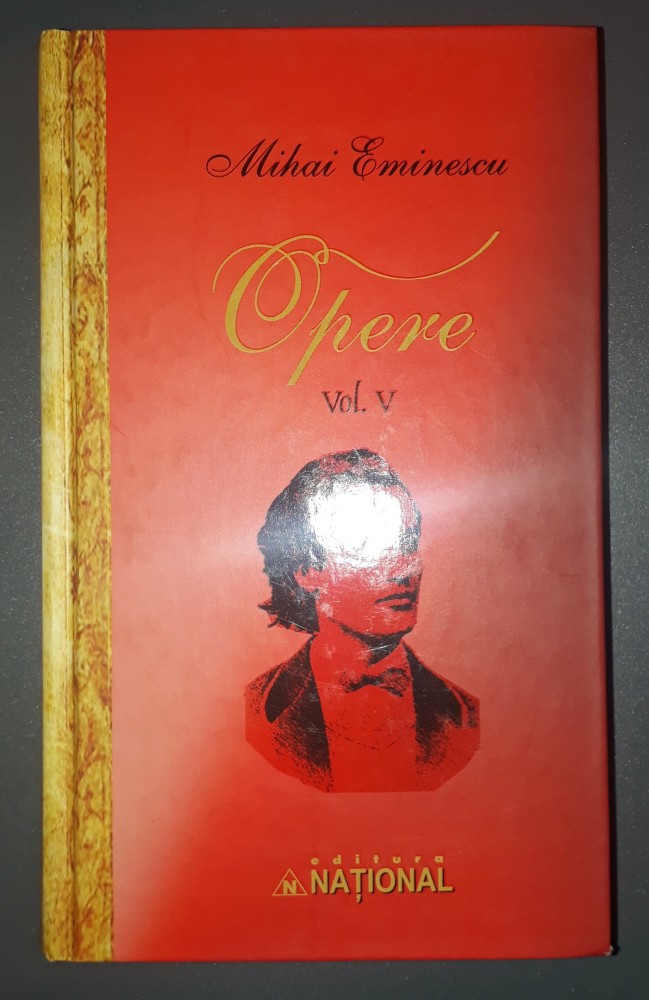 Mihai Eminescu
Opere
Vol. V
editura
N NAȚIONAL